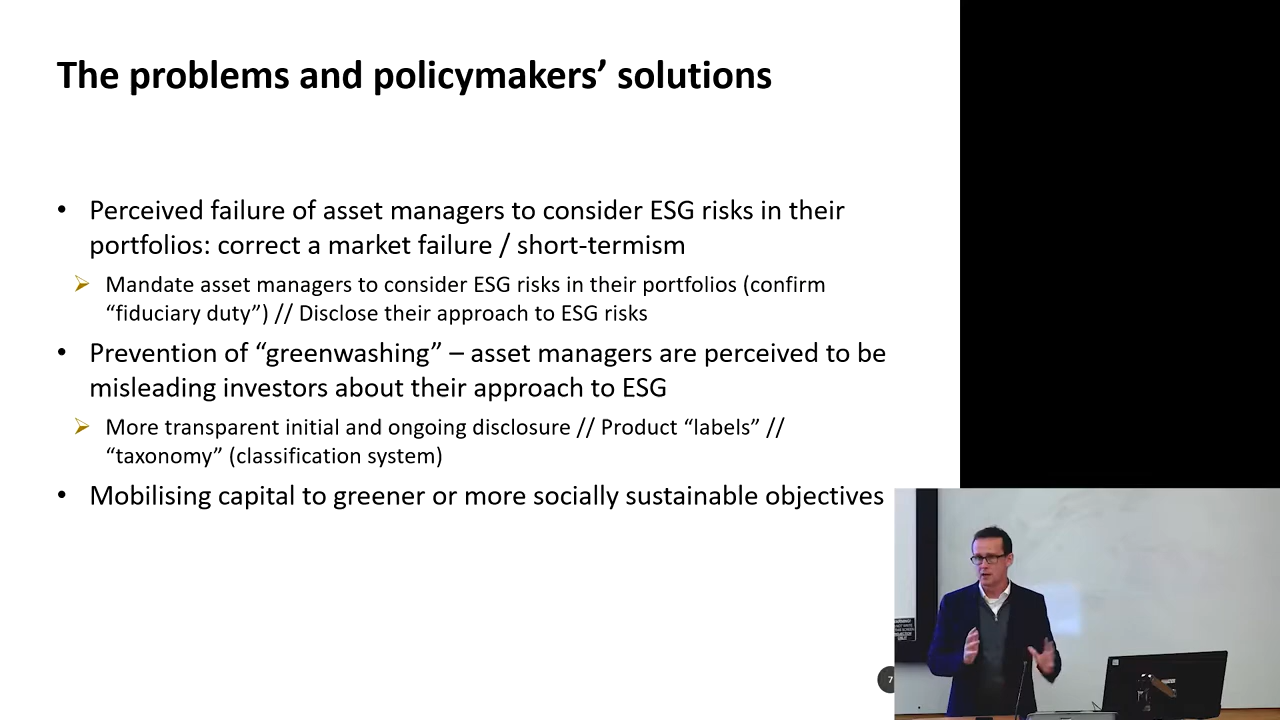 The problems and policymakers’ solutions
• Perceived failure of asset managers to consider ESG risks in their
portfolios: correct a market failure / short-termism
➢ Mandate asset managers to consider ESG risks in their portfolios (confirm
“fiduciary duty”) // Disclose their approach to ESG risks
• Prevention of “greenwashing” – asset managers are perceived to be
misleading investors about their approach to ESG
➢ More transparent initial and ongoing disclosure // Product “labels” //
“taxonomy” (classification system)
• Mobilising capital to greener or more socially sustainable objectives
7